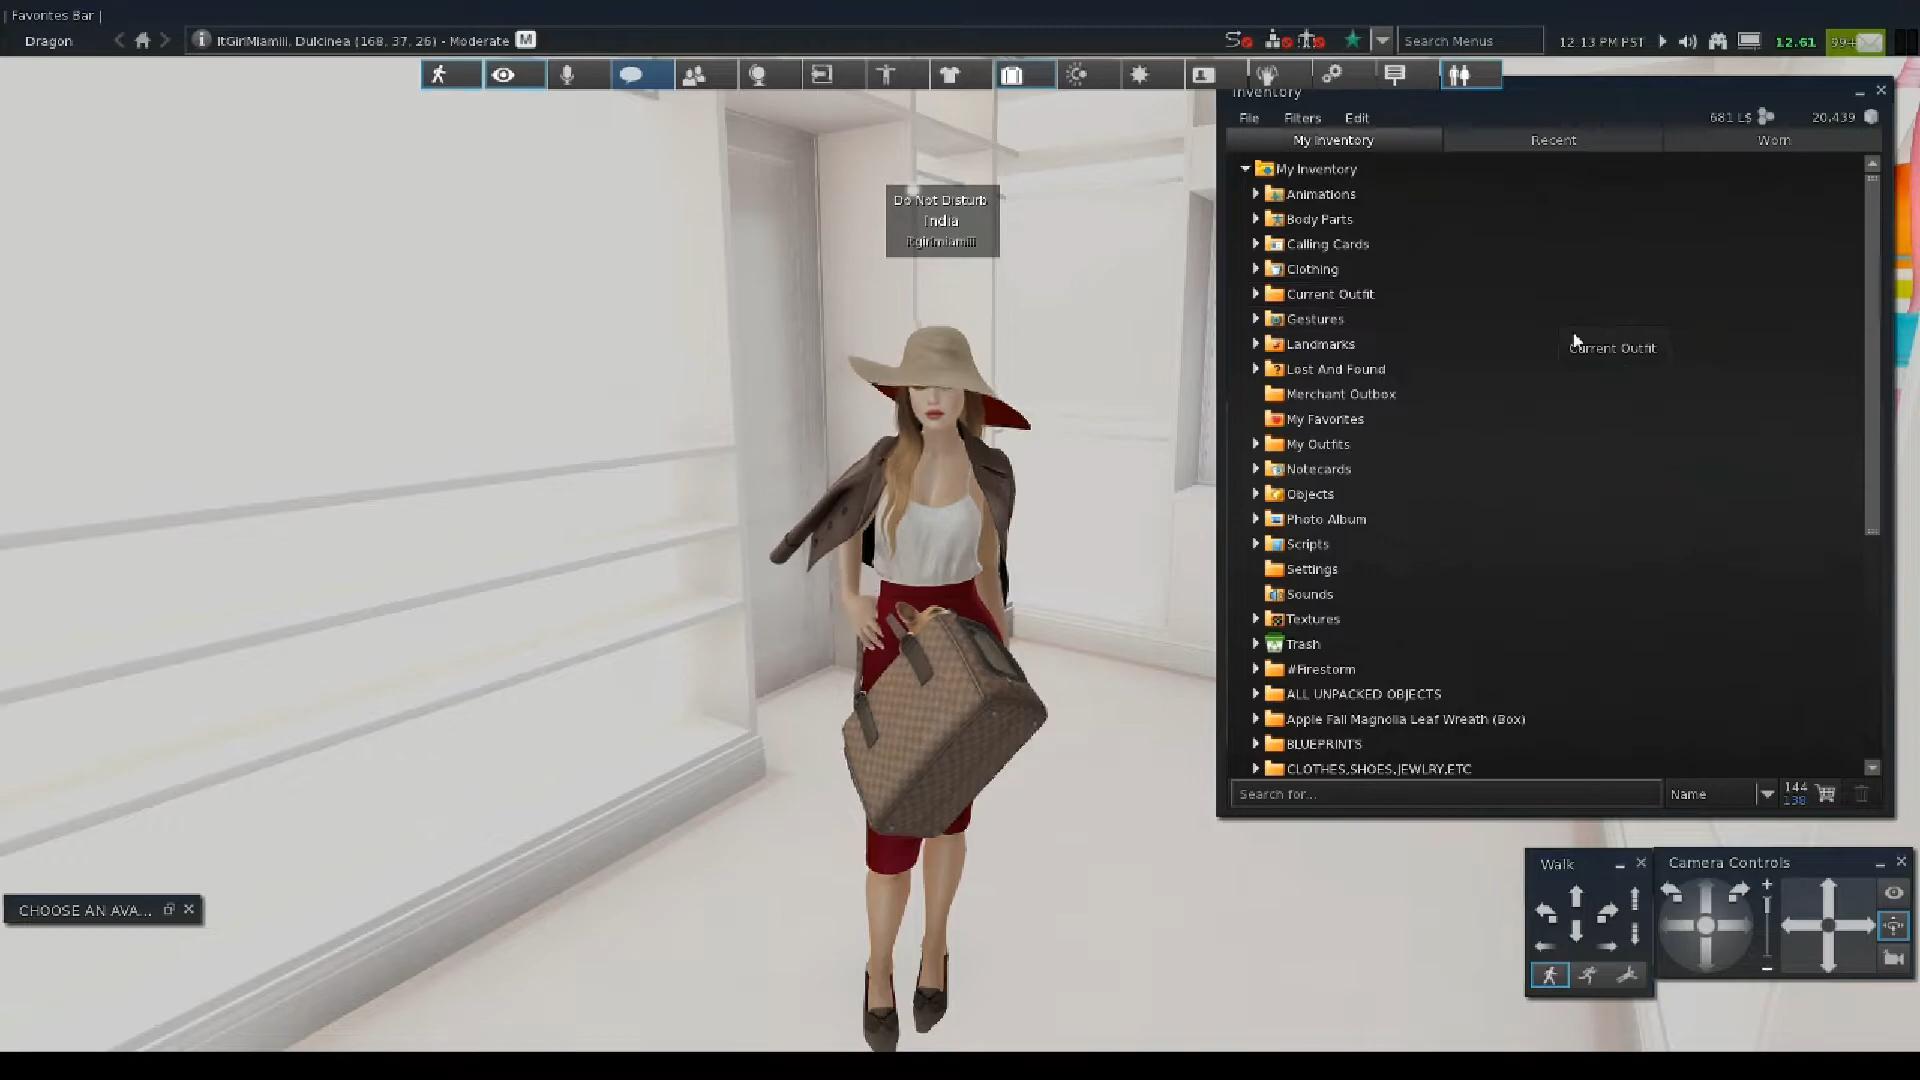 | Favorites Bar |
Dragon
ItGirlMiamiii, Dulcinea (168, 37, 26) - Moderate M
Search Menus
12:13 PM PST
12.61
99+
Inventory
File Filters Edit
681 L$ 20,439
My Inventory Recent Worn
My Inventory
Animations
Body Parts
Calling Cards
Clothing
Current Outfit
Gestures
Landmarks
Lost And Found
Merchant Outbox
My Favorites
My Outfits
Notecards
Objects
Photo Album
Scripts
Settings
Sounds
Textures
Trash
#Firestorm
ALL UNPACKED OBJECTS
Apple Fall Magnolia Leaf Wreath (Box)
BLUEPRINTS
CLOTHES,SHOES,JEWLRY,ETC
Current Outfit
Search for...
Name
144
138
Do Not Disturb
India
itgirlmiamiii
CHOOSE AN AVA...
Walk
Camera Controls